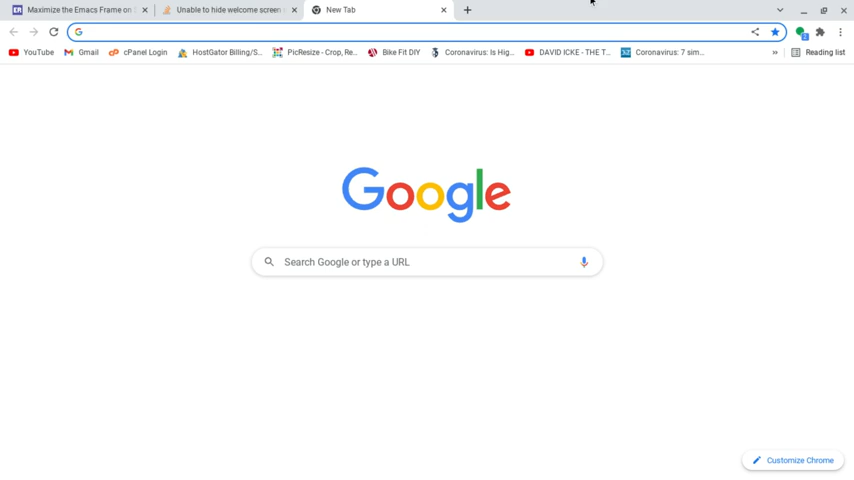 Maximize the Emacs Frame on
Unable to hide welcome screen
New Tab
YouTube
Gmail
cPanel Login
HostGator Billing/S...
PicResize - Crop, Re...
Bike Fit DIY
Coronavirus: Is Hig...
DAVID ICKE - THE T...
Coronavirus: 7 sim...
»
Reading list
Google
Search Google or type a URL
Customize Chrome